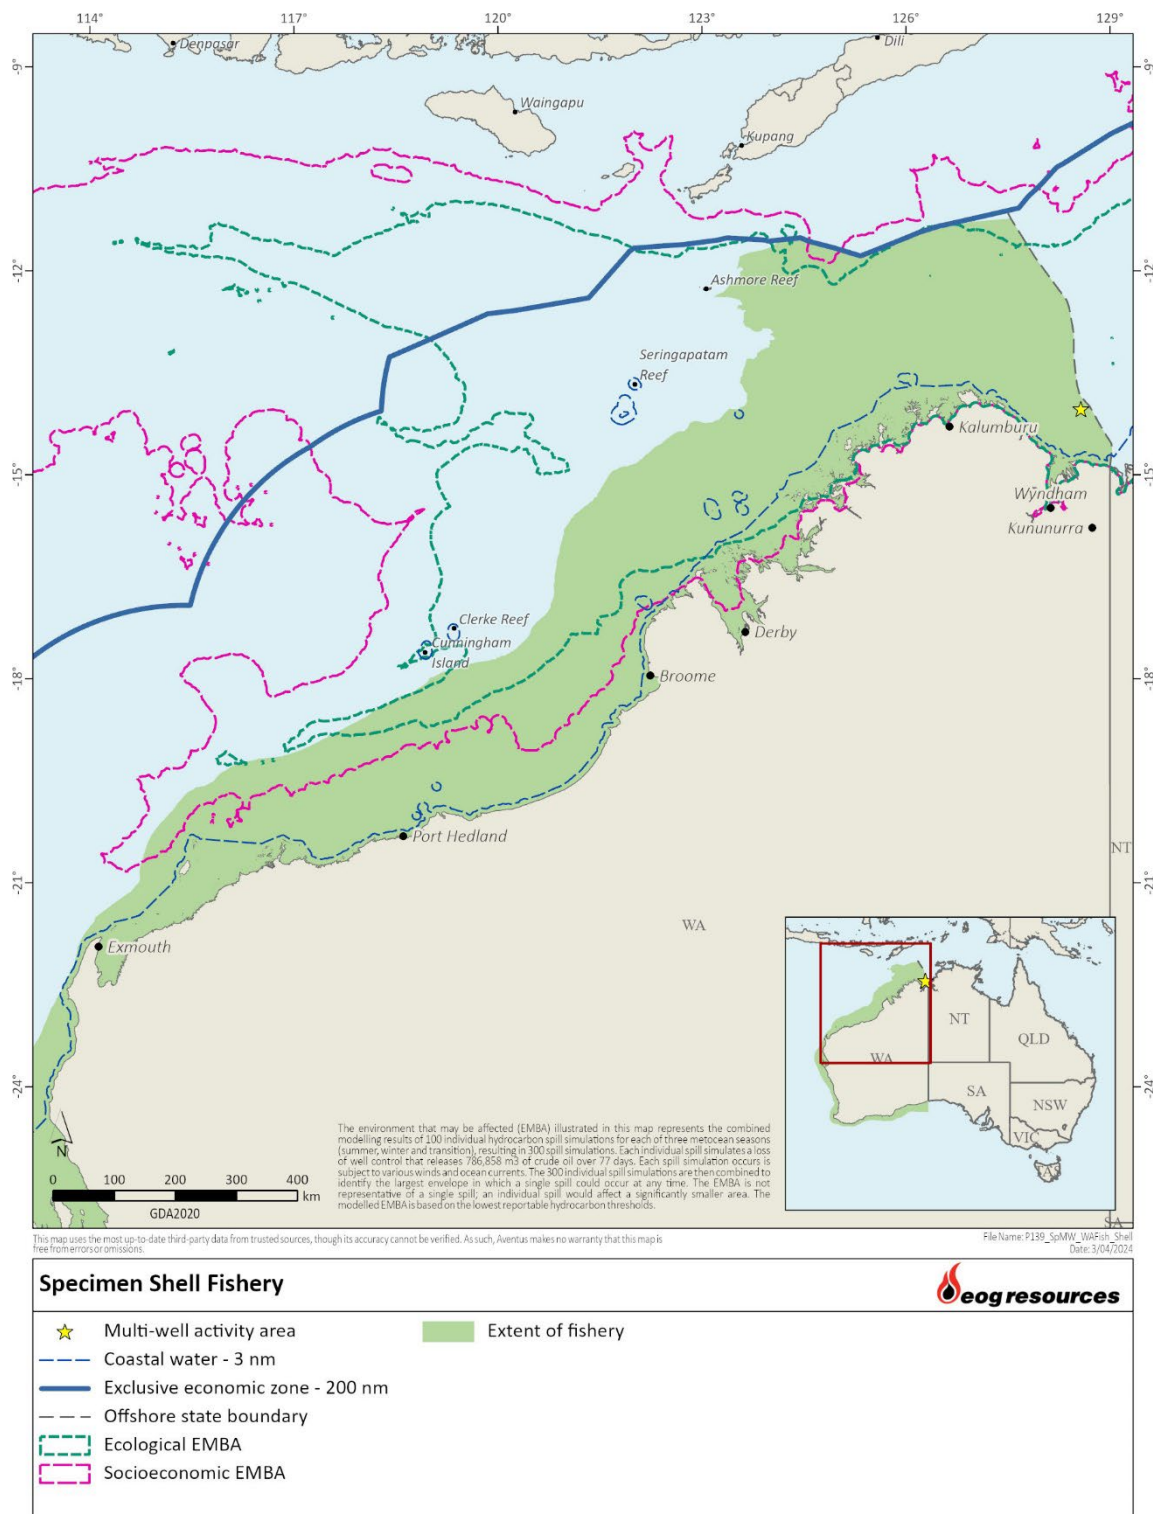 114° 117° 120° 123° 126° 129°
Denpasar
Dili
-9° -9°
Waingapu
Kupang
-12° -12°
Ashmore Reef
Seringapatam
Reef
Kalumburu
-15° -15°
Wyndham
Kununurra
Clerke Reef
Cunningham
Island
Derby
-18° -18°
Broome
Port Hedland
NT
-21° -21°
WA
Exmouth
NT
QLD
WA
SA
NSW
VIC
TAS
-24° -24°
The environment that may be affected (EMBA) illustrated in this map represents the combined
modelling results of 100 individual hydrocarbon spill simulations for each of three metocean seasons
(summer, winter and transition), resulting in 300 spill simulations. Each individual spill simulates a loss
of well control that releases 786,858 m3 of crude oil over 77 days. Each spill simulation occurs is
subject to various winds and ocean currents. The 300 individual spill simulations are then combined to
identify the largest envelope in which a single spill could occur at any time. The EMBA is not
representative of a single spill; an individual spill would affect a significantly smaller area. The
modelled EMBA is based on the lowest reportable hydrocarbon thresholds.
N
0 100 200 300 400
km
GDA2020
SA
This map uses the most up-to-date third-party data from trusted sources, though its accuracy cannot be verified. As such, Aventus makes no warranty that this map is
free from errors or omissions.
File Name: P139_SpMW_WAFish_Shell
Date: 3/04/2024
Specimen Shell Fishery
eog resources
Multi-well activity area
Extent of fishery
Coastal water - 3 nm
Exclusive economic zone - 200 nm
Offshore state boundary
Ecological EMBA
Socioeconomic EMBA